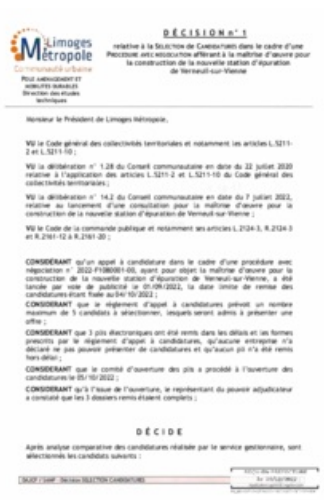 Limoges
Métropole
Communauté urbaine
POLE AMENAGEMENT ET
MOBILITES DURABLES
Direction des études
techniques
D É C I S I O N n° 1
relative à la SELECTION DE CANDIDATURES dans le cadre d'une
PROCEDURE AVEC NEGOCIATION afférent à la maîtrise d'œuvre pour
la construction de la nouvelle station d'épuration
de Verneuil-sur-Vienne
Monsieur le Président de Limoges Métropole,
VU le Code général des collectivités territoriales et notamment les articles L.5211-
2 et L.5211-10 ;
VU la délibération n° 1.28 du Conseil communautaire en date du 22 juillet 2020
relative à l'application des articles L.5211-2 et L.5211-10 du Code général des
collectivités territoriales ;
VU la délibération n° 14.2 du Conseil communautaire en date du 7 juillet 2022,
relative au lancement d'une consultation pour la maîtrise d'œuvre pour la
construction de la nouvelle station d'épuration de Verneuil-sur-Vienne ;
VU le Code de la commande publique et notamment ses articles L.2124-3, R.2124-3
et R.2161-12 à R.2161-20 ;
CONSIDÉRANT qu'un appel à candidature dans le cadre d'une procédure avec
négociation n° 2022-F1080001-00, ayant pour objet la maîtrise d'œuvre pour la
construction de la nouvelle station d'épuration de Verneuil-sur-Vienne, a été
lancée par voie de publicité le 01/09/2022, la date limite de remise des
candidatures étant fixée au 04/10/2022 ;
CONSIDERANT que le règlement d'appel à candidatures prévoit un nombre
maximum de 5 candidats à sélectionner, lesquels seront admis à présenter une
offre ;
CONSIDERANT que 3 plis électroniques ont été remis dans les délais et les formes
prescrits par le règlement d'appel à candidatures, qu'aucune entreprise n'a
déclaré ne pas pouvoir présenter de candidatures et qu'aucun pli n'a été remis
hors délai ;
CONSIDERANT que le comité d'ouverture des plis a procédé à l'ouverture des
candidatures le 05/10/2022 ;
CONSIDERANT qu'à l'issue de l'ouverture, le représentant du pouvoir adjudicateur
a constaté que les 3 dossiers remis étaient complets ;
D É C I D E
Après analyse comparative des candidatures réalisée par le service gestionnaire, sont
sélectionnés les candidats suivants :
DAJCP / SAMP - Décision SELECTION CANDIDATURES